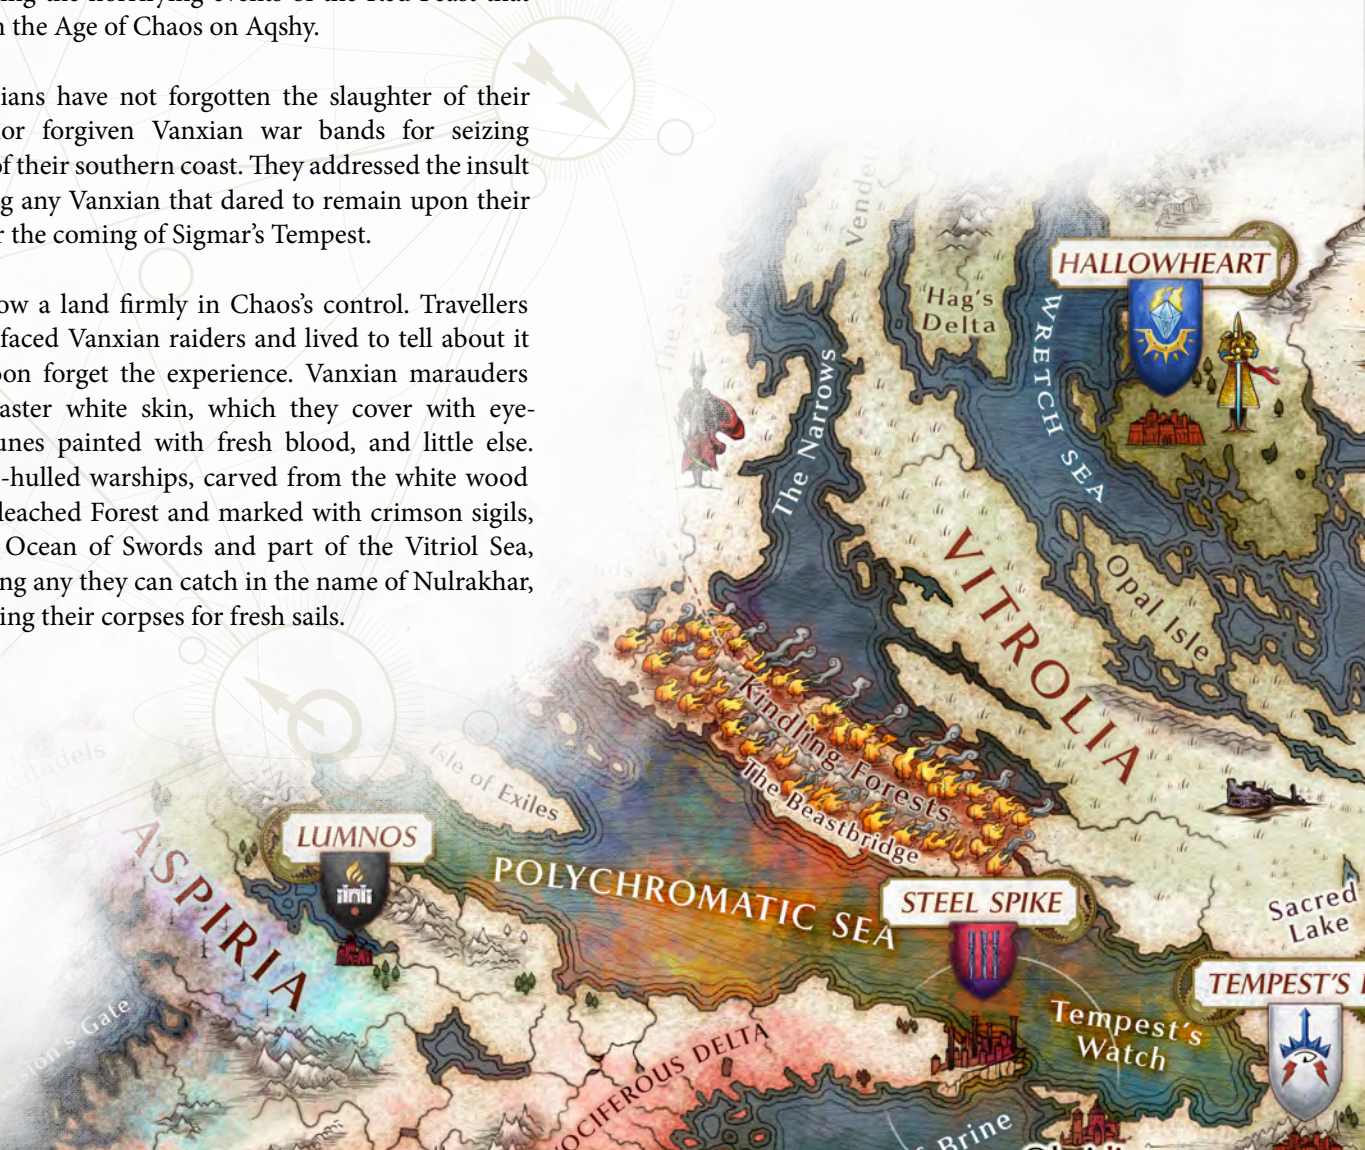 the Age of Chaos on Aqshy.
ians have not forgotten the slaughter of their
or forgiven Vanxian war bands for seizing
of their southern coast. They addressed the insult
g any Vanxian that dared to remain upon their
r the coming of Sigmar's Tempest.
ow a land firmly in Chaos's control. Travellers
faced Vanxian raiders and lived to tell about it
oon forget the experience. Vanxian marauders
aster white skin, which they cover with eye-
unes painted with fresh blood, and little else.
-hulled warships, carved from the white wood
leached Forest and marked with crimson sigils,
Ocean of Swords and part of the Vitriol Sea,
ng any they can catch in the name of Nulrakhar,
ing their corpses for fresh sails.
HALLOWHEART
Hag's
Delta
WRETCH SEA
The Narrows
VITROLIA
Opal Isle
Kindling Forests
The Beastbridge
Isle of Exiles
citadels
LUMNOS
ASPIRIA
POLYCHROMATIC SEA
STEEL SPIKE
Sacred
Lake
TEMPEST'S
Tempest's
Watch
Gate
OCIFEROUS DELTA
Brine